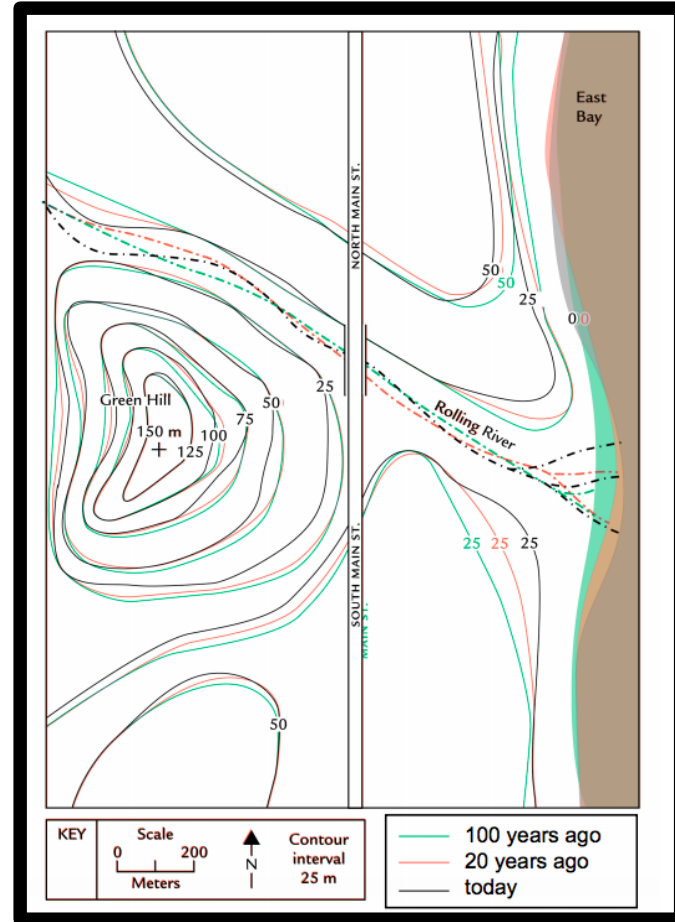 East
Bay
NORTH MAIN ST.
50
50
25
0 0
Green Hill
150 m
100
125
75
50
25
Rolling River
SOUTH MAIN ST.
MAIN ST.
25
25
25
50
KEY
Scale
0 200
Meters
N
Contour
interval
25 m
100 years ago
20 years ago
today